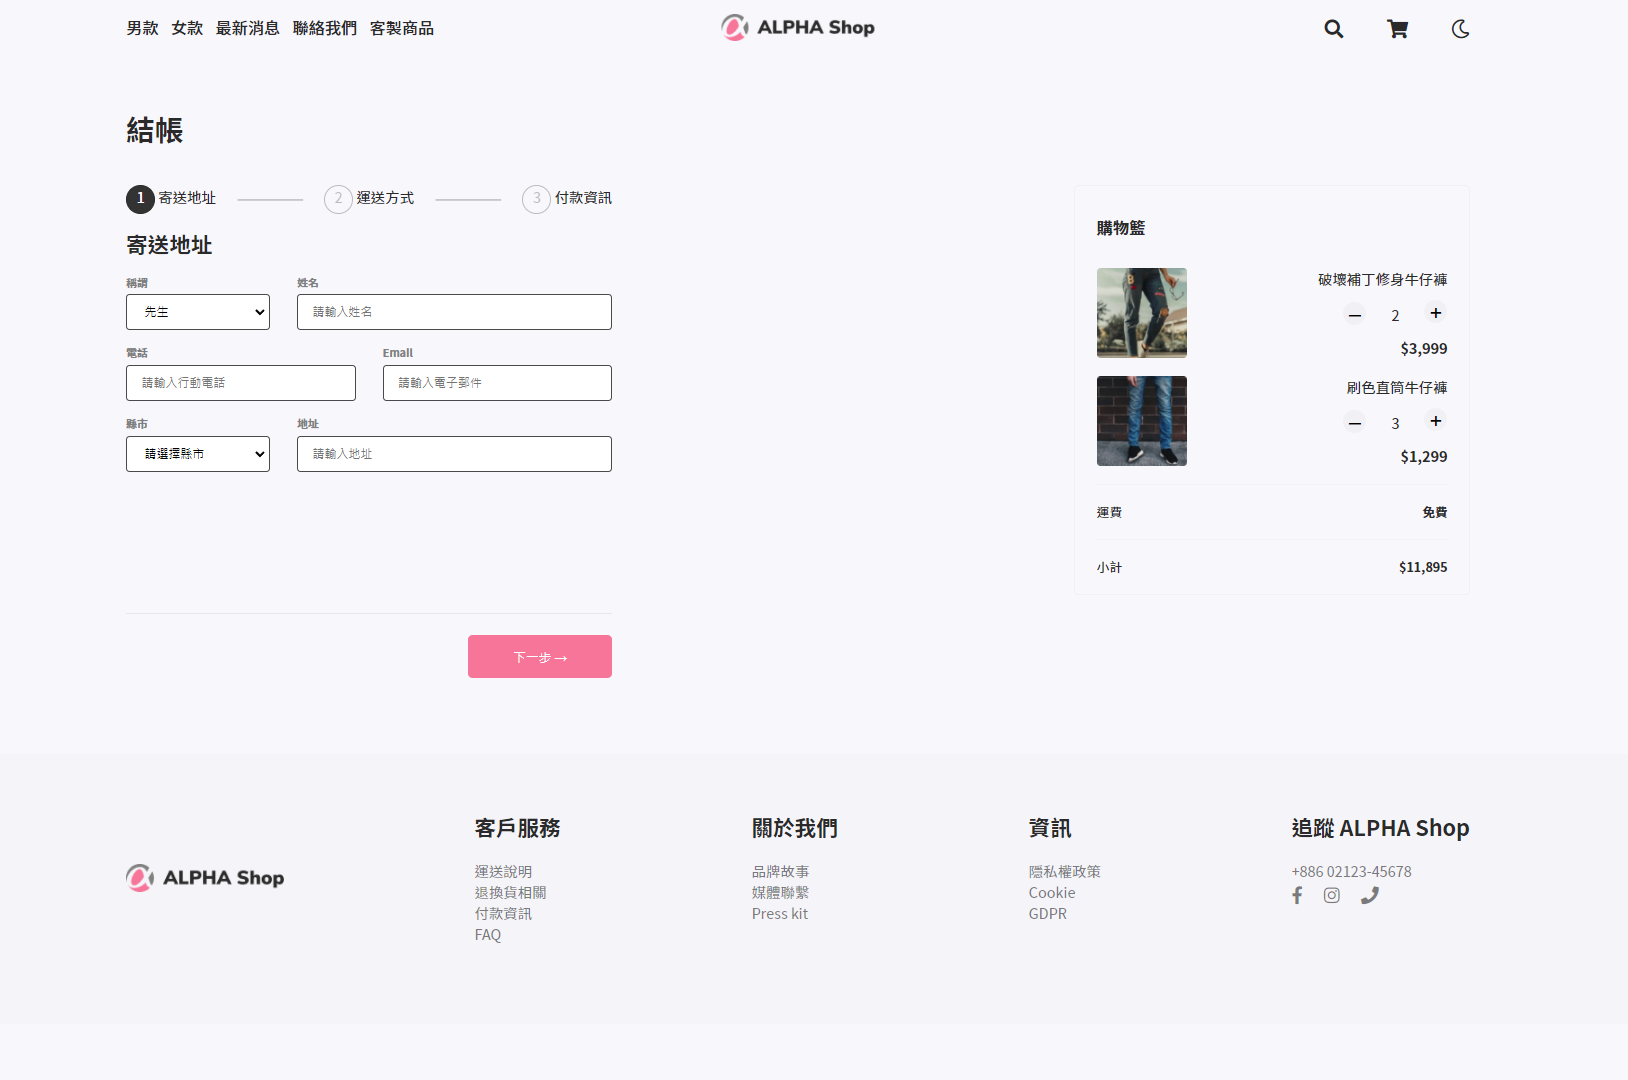 男款 女款 最新消息 聯絡我們 客製商品
ALPHA Shop
結帳
1 寄送地址
2 運送方式
3 付款資訊
寄送地址
稱謂
姓名
先生
請輸入姓名
電話
Email
請輸入行動電話
請輸入電子郵件
縣市
地址
請選擇縣市
請輸入地址
下一步 →
購物籃
破壞補丁修身牛仔褲
− 2 +
$3,999
刷色直筒牛仔褲
− 3 +
$1,299
運費 免費
小計 $11,895
ALPHA Shop
客戶服務
運送說明
退換貨相關
付款資訊
FAQ
關於我們
品牌故事
媒體聯繫
Press kit
資訊
隱私權政策
Cookie
GDPR
追蹤 ALPHA Shop
+886 02123-45678